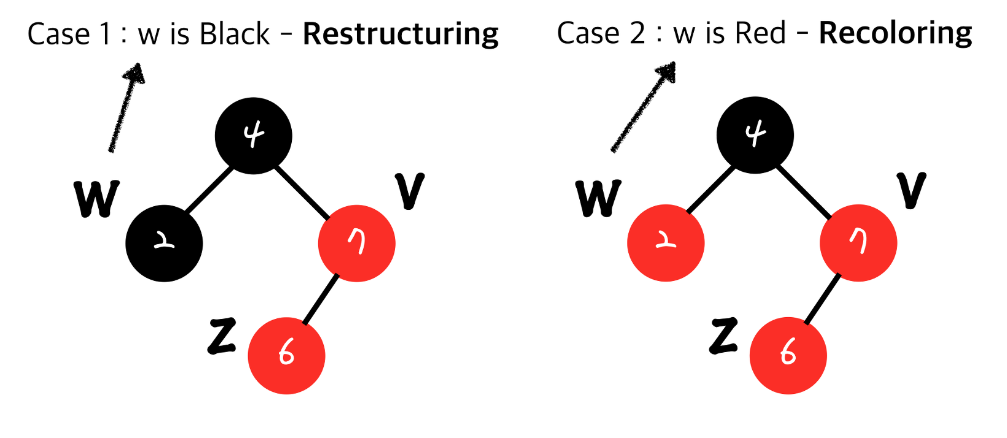 Case 1 : w is Black - Restructuring
4
W
V
2
7
Z
6
Case 2 : w is Red - Recoloring
4
W
V
2
7
Z
6